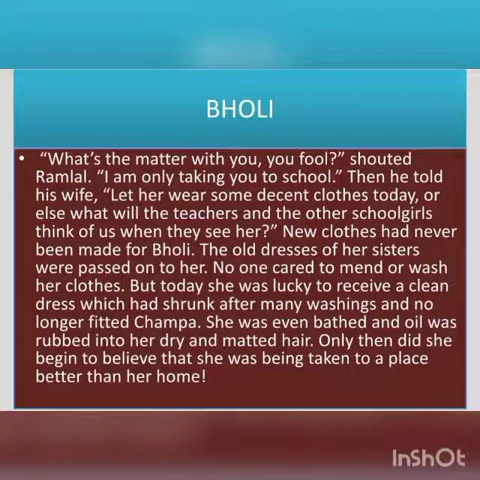 BHOLI
• “What’s the matter with you, you fool?” shouted
Ramlal. “I am only taking you to school.” Then he told
his wife, “Let her wear some decent clothes today, or
else what will the teachers and the other schoolgirls
think of us when they see her?” New clothes had never
been made for Bholi. The old dresses of her sisters
were passed on to her. No one cared to mend or wash
her clothes. But today she was lucky to receive a clean
dress which had shrunk after many washings and no
longer fitted Champa. She was even bathed and oil was
rubbed into her dry and matted hair. Only then did she
begin to believe that she was being taken to a place
better than her home!
InShOt